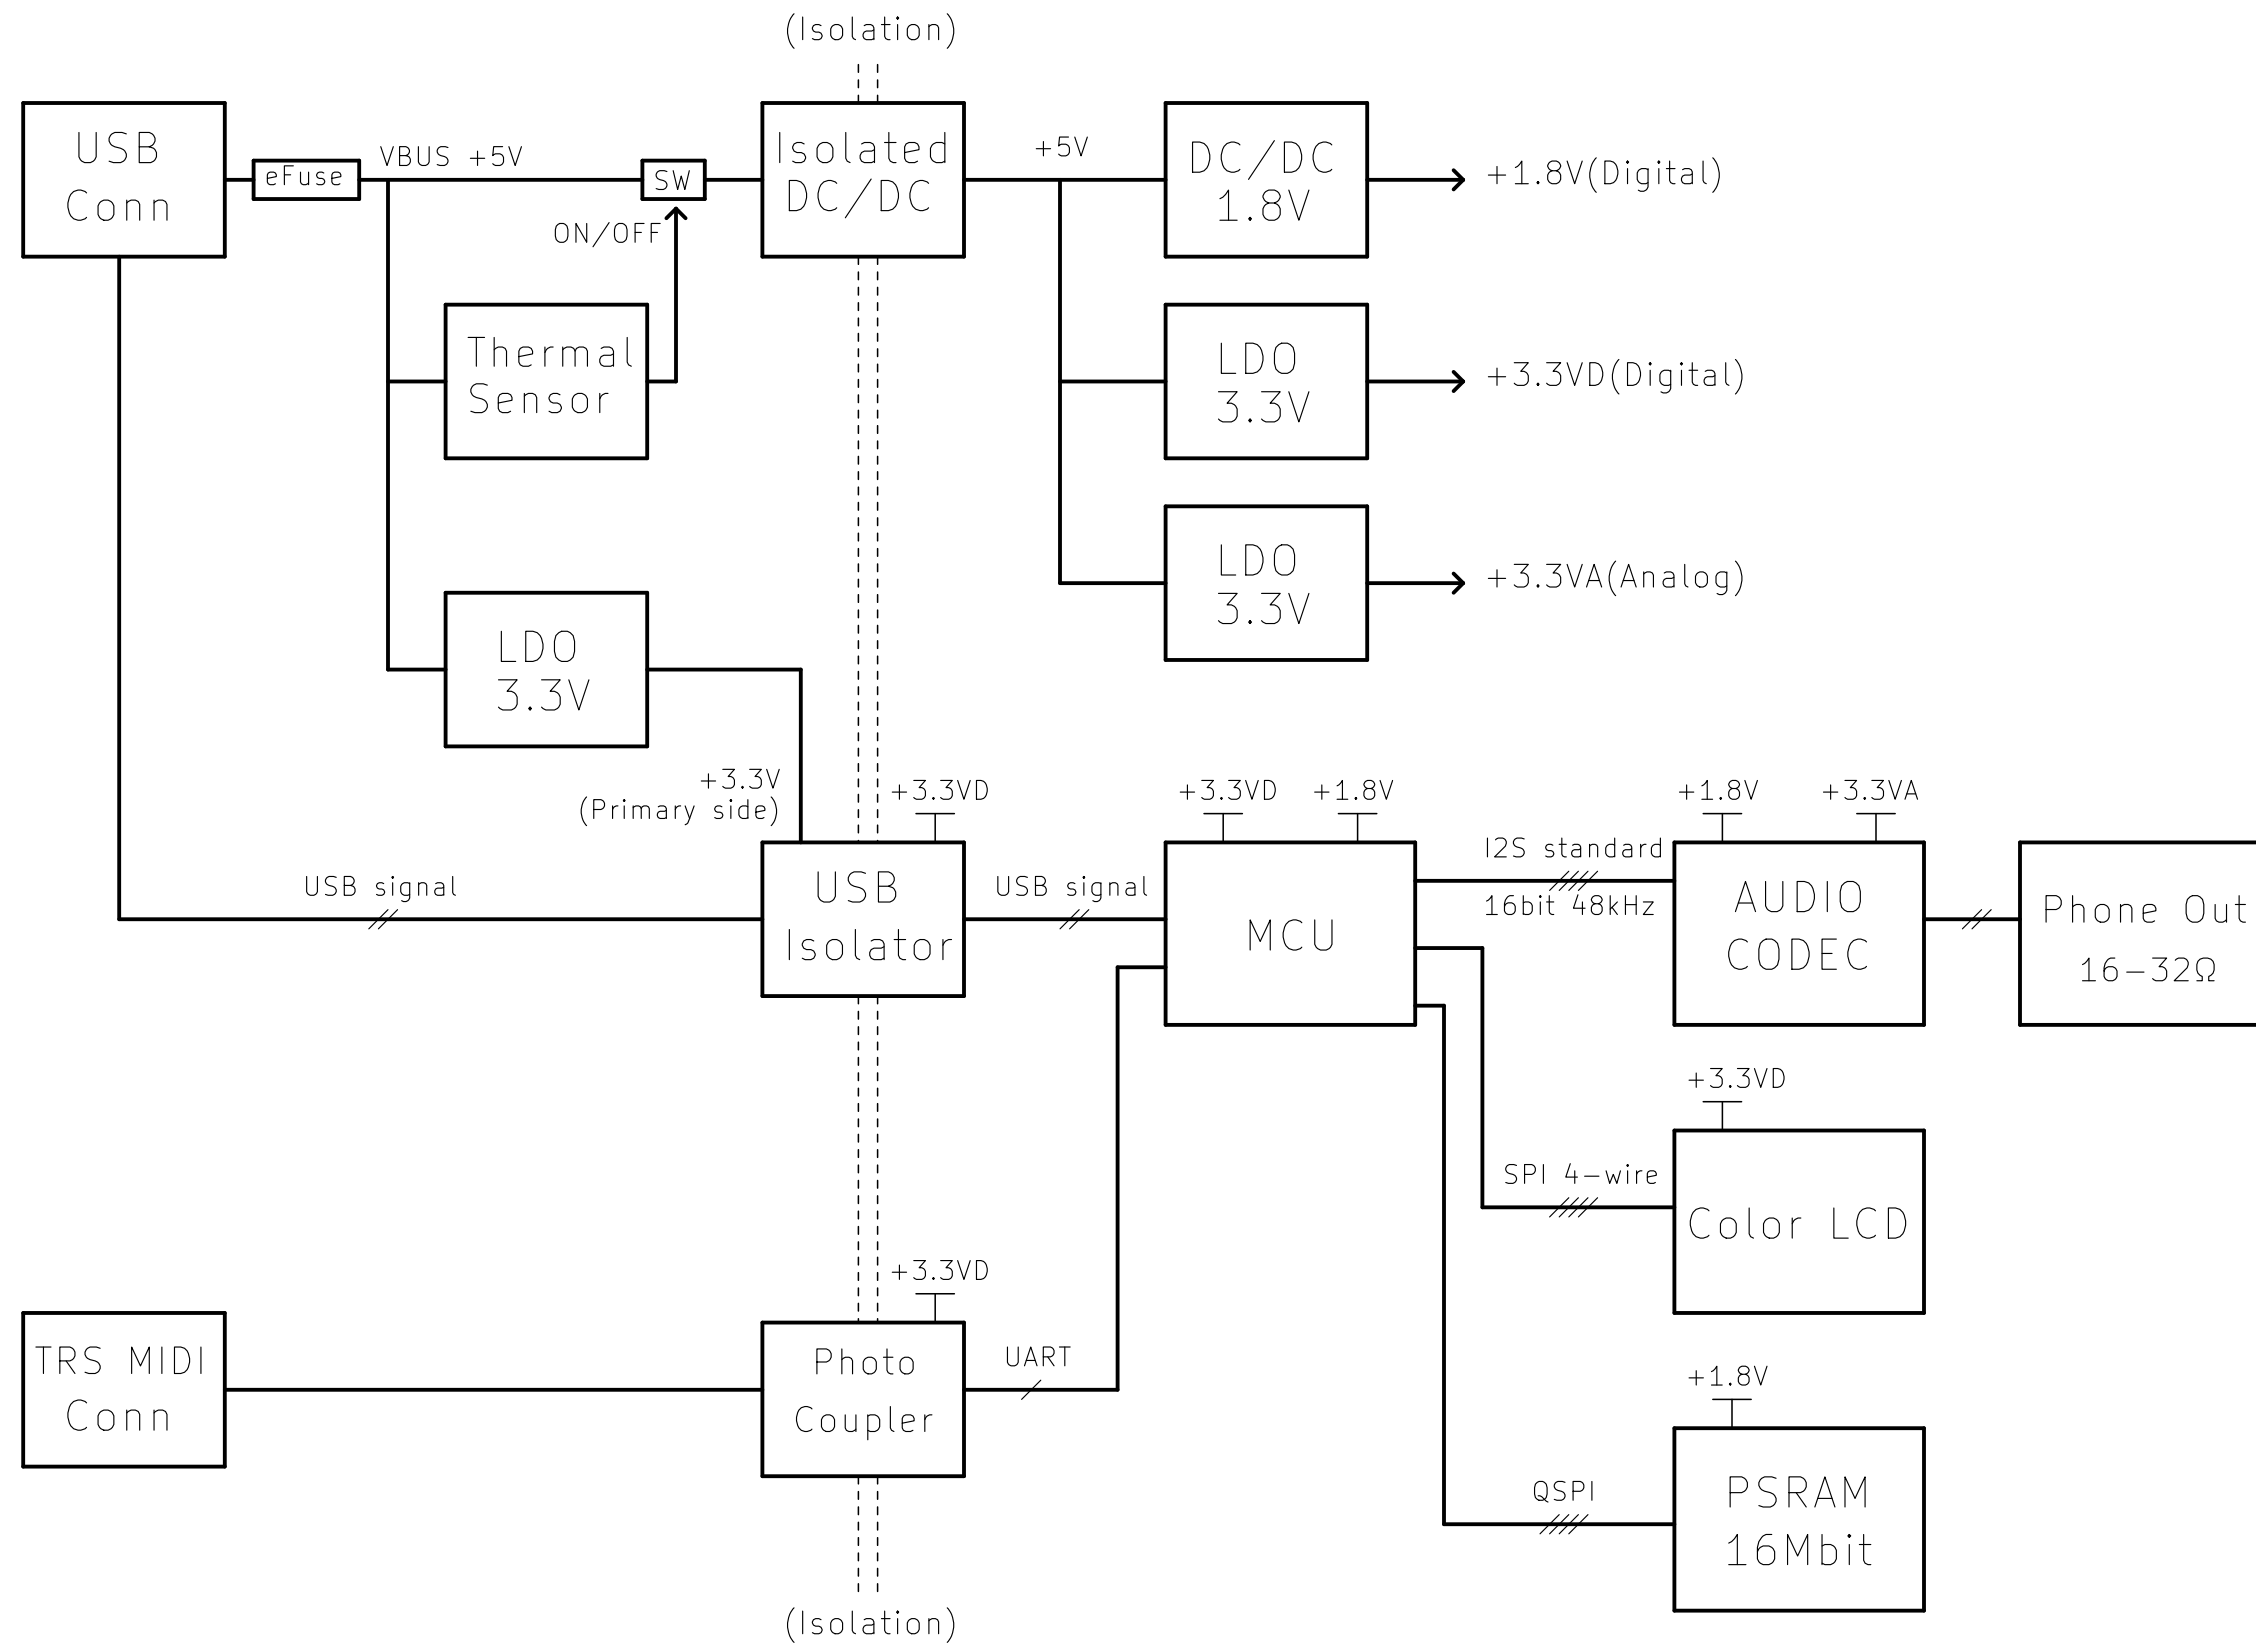 (Isolation)
USB
Conn
eFuse
VBUS +5V
SW
ON/OFF
Isolated
DC/DC
+5V
DC/DC
1.8V
+1.8V(Digital)
Thermal
Sensor
LDO
3.3V
+3.3VD(Digital)
LDO
3.3V
+3.3VA(Analog)
LDO
3.3V
+3.3V
(Primary side)
+3.3VD
+3.3VD
+1.8V
+1.8V
+3.3VA
USB signal
USB
Isolator
USB signal
MCU
I2S standard
16bit 48kHz
AUDIO
CODEC
Phone Out
16-32Ω
+3.3VD
SPI 4-wire
Color LCD
+3.3VD
TRS MIDI
Conn
Photo
Coupler
UART
+1.8V
QSPI
PSRAM
16Mbit
(Isolation)